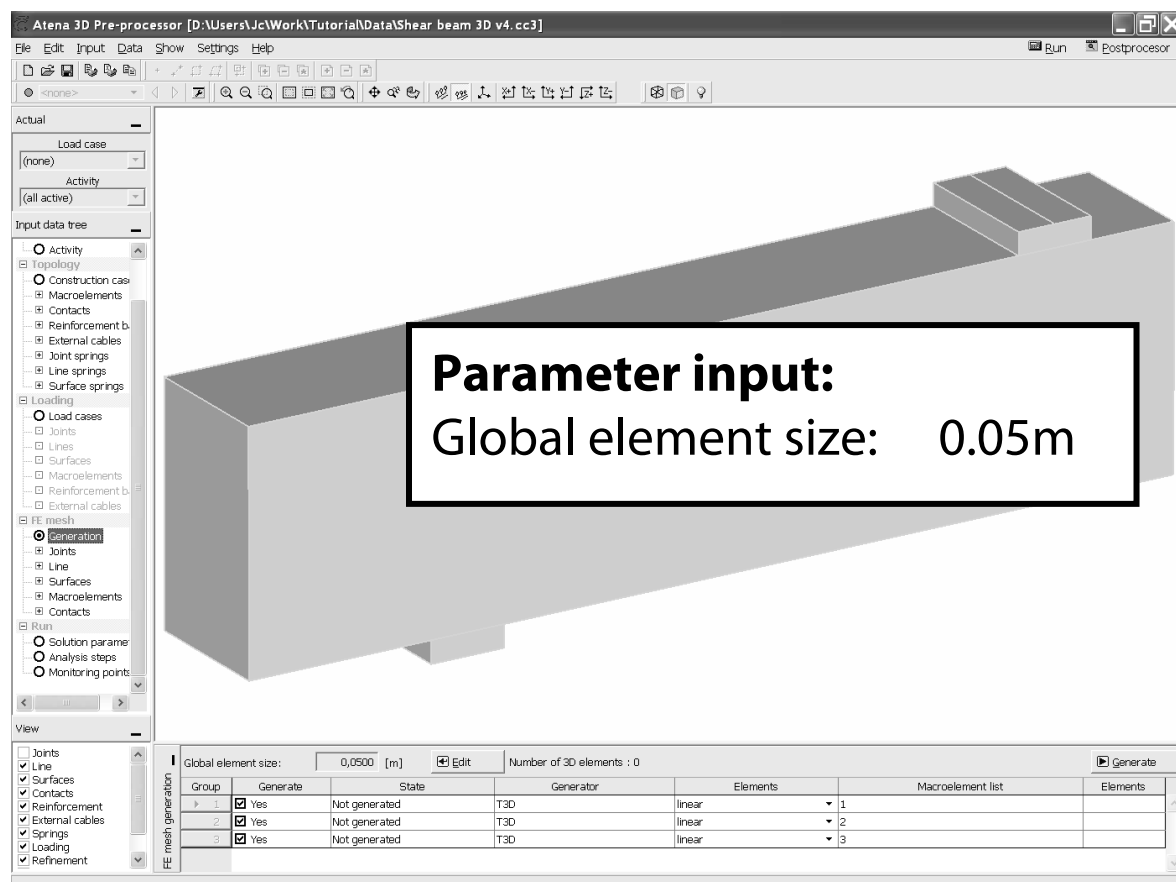 Atena 3D Pre-processor [D:\Users\Jc\Work\Tutorial\Data\Shear beam 3D v4.cc3]
File Edit Input Data Show Settings Help Run Postprocesor
<none>
Actual
Load case
(none)
Activity
(all active)
Input data tree
Activity
Topology
Construction case
Macroelements
Contacts
Reinforcement b
External cables
Joint springs
Line springs
Surface springs
Loading
Load cases
Joints
Lines
Surfaces
Macroelements
Reinforcement b
External cables
FE mesh
Generation
Joints
Line
Surfaces
Macroelements
Contacts
Run
Solution parame
Analysis steps
Monitoring points
Parameter input:
Global element size: 0.05m
View
Joints
Line
Surfaces
Contacts
Reinforcement
External cables
Springs
Loading
Refinement
FE mesh generation
Global element size: 0,0500 [m] Edit Number of 3D elements : 0 Generate
Group Generate State Generator Elements Macroelement list Elements
1 Yes Not generated T3D linear 1
2 Yes Not generated T3D linear 2
3 Yes Not generated T3D linear 3